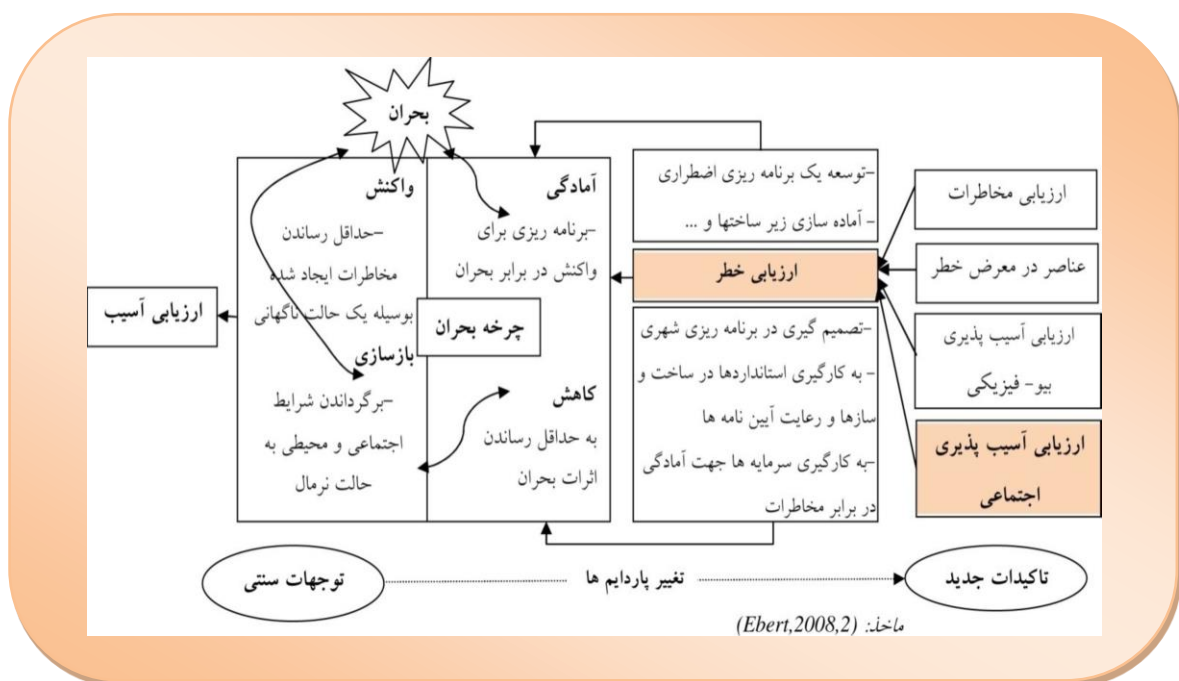 بحران
آمادگی
-برنامه ریزی برای
واکنش در برابر بحران
واکنش
-حداقل رساندن
مخاطرات ایجاد شده
بوسیله یک حالت ناگهانی
بازسازی
-برگرداندن شرایط
اجتماعی و محیطی به
حالت نرمال
کاهش
به حداقل رساندن
اثرات بحران
چرخه بحران
ارزیابی آسیب
-توسعه یک برنامه ریزی اضطراری
- آماده سازی زیر ساختها و ...
ارزیابی خطر
-تصمیم گیری در برنامه ریزی شهری
- به کارگیری استانداردها در ساخت و
سازها و رعایت آیین نامه ها
-به کارگیری سرمایه ها جهت آمادگی
در برابر مخاطرات
ارزیابی مخاطرات
عناصر در معرض خطر
ارزیابی آسیب پذیری
بیو- فیزیکی
ارزیابی آسیب پذیری
اجتماعی
تاکیدات جدید
تغییر پاردایم ها
توجهات سنتی
ماخذ: (Ebert,2008,2)